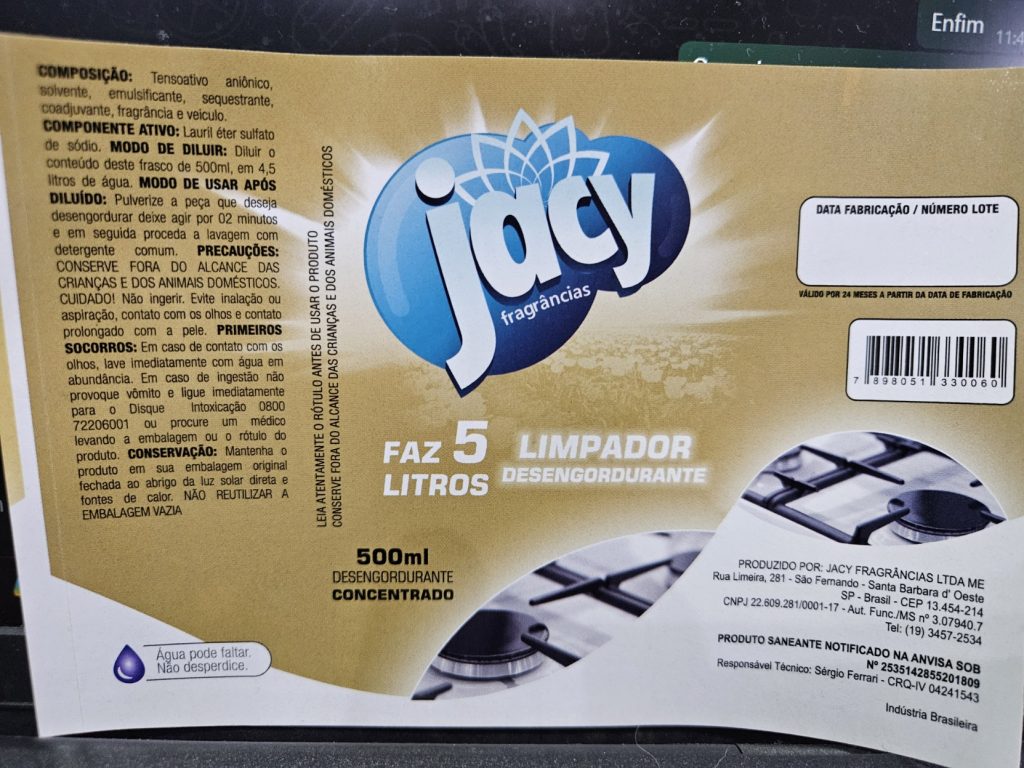 Enfim
COMPOSIÇÃO: Tensoativo aniônico,
solvente, emulsificante, sequestrante,
coadjuvante, fragrância e veiculo.
COMPONENTE ATIVO: Lauril éter sulfato
de sódio. MODO DE DILUIR: Diluir o
conteúdo deste frasco de 500ml, em 4,5
litros de água. MODO DE USAR APÓS
DILUÍDO: Pulverize a peça que deseja
desengordurar deixe agir por 02 minutos
e em seguida proceda a lavagem com
detergente comum. PRECAUÇÕES:
CONSERVE FORA DO ALCANCE DAS
CRIANÇAS E DOS ANIMAIS DOMÉSTICOS.
CUIDADO! Não ingerir. Evite inalação ou
aspiração, contato com os olhos e contato
prolongado com a pele. PRIMEIROS
SOCORROS: Em caso de contato com os
olhos, lave imediatamente com água em
abundância. Em caso de ingestão não
provoque vômito e ligue imediatamente
para o Disque Intoxicação 0800
72206001 ou procure um médico
levando a embalagem ou o rótulo do
produto. CONSERVAÇÃO: Mantenha o
produto em sua embalagem original
fechada ao abrigo da luz solar direta e
fontes de calor. NÃO REUTILIZAR A
EMBALAGEM VAZIA
Água pode faltar.
Não desperdice.
LEIA ATENTAMENTE O RÓTULO ANTES DE USAR O PRODUTO
CONSERVE FORA DO ALCANCE DAS CRIANÇAS E DOS ANIMAIS DOMÉSTICOS
jacy
fragrâncias
FAZ 5
LITROS
LIMPADOR
DESENGORDURANTE
500ml
DESENGORDURANTE
CONCENTRADO
DATA FABRICAÇÃO / NÚMERO LOTE
VÁLIDO POR 24 MESES A PARTIR DA DATA DE FABRICAÇÃO
7 898051 330060
PRODUZIDO POR: JACY FRAGRÂNCIAS LTDA ME
Rua Limeira, 281 - São Fernando - Santa Barbara d' Oeste
SP - Brasil - CEP 13.454-214
CNPJ 22.609.281/0001-17 - Aut. Func./MS nº 3.07940.7
Tel: (19) 3457-2534
PRODUTO SANEANTE NOTIFICADO NA ANVISA SOB
Nº 2535142855201809
Responsável Técnico: Sérgio Ferrari - CRQ-IV 04241543
Indústria Brasileira